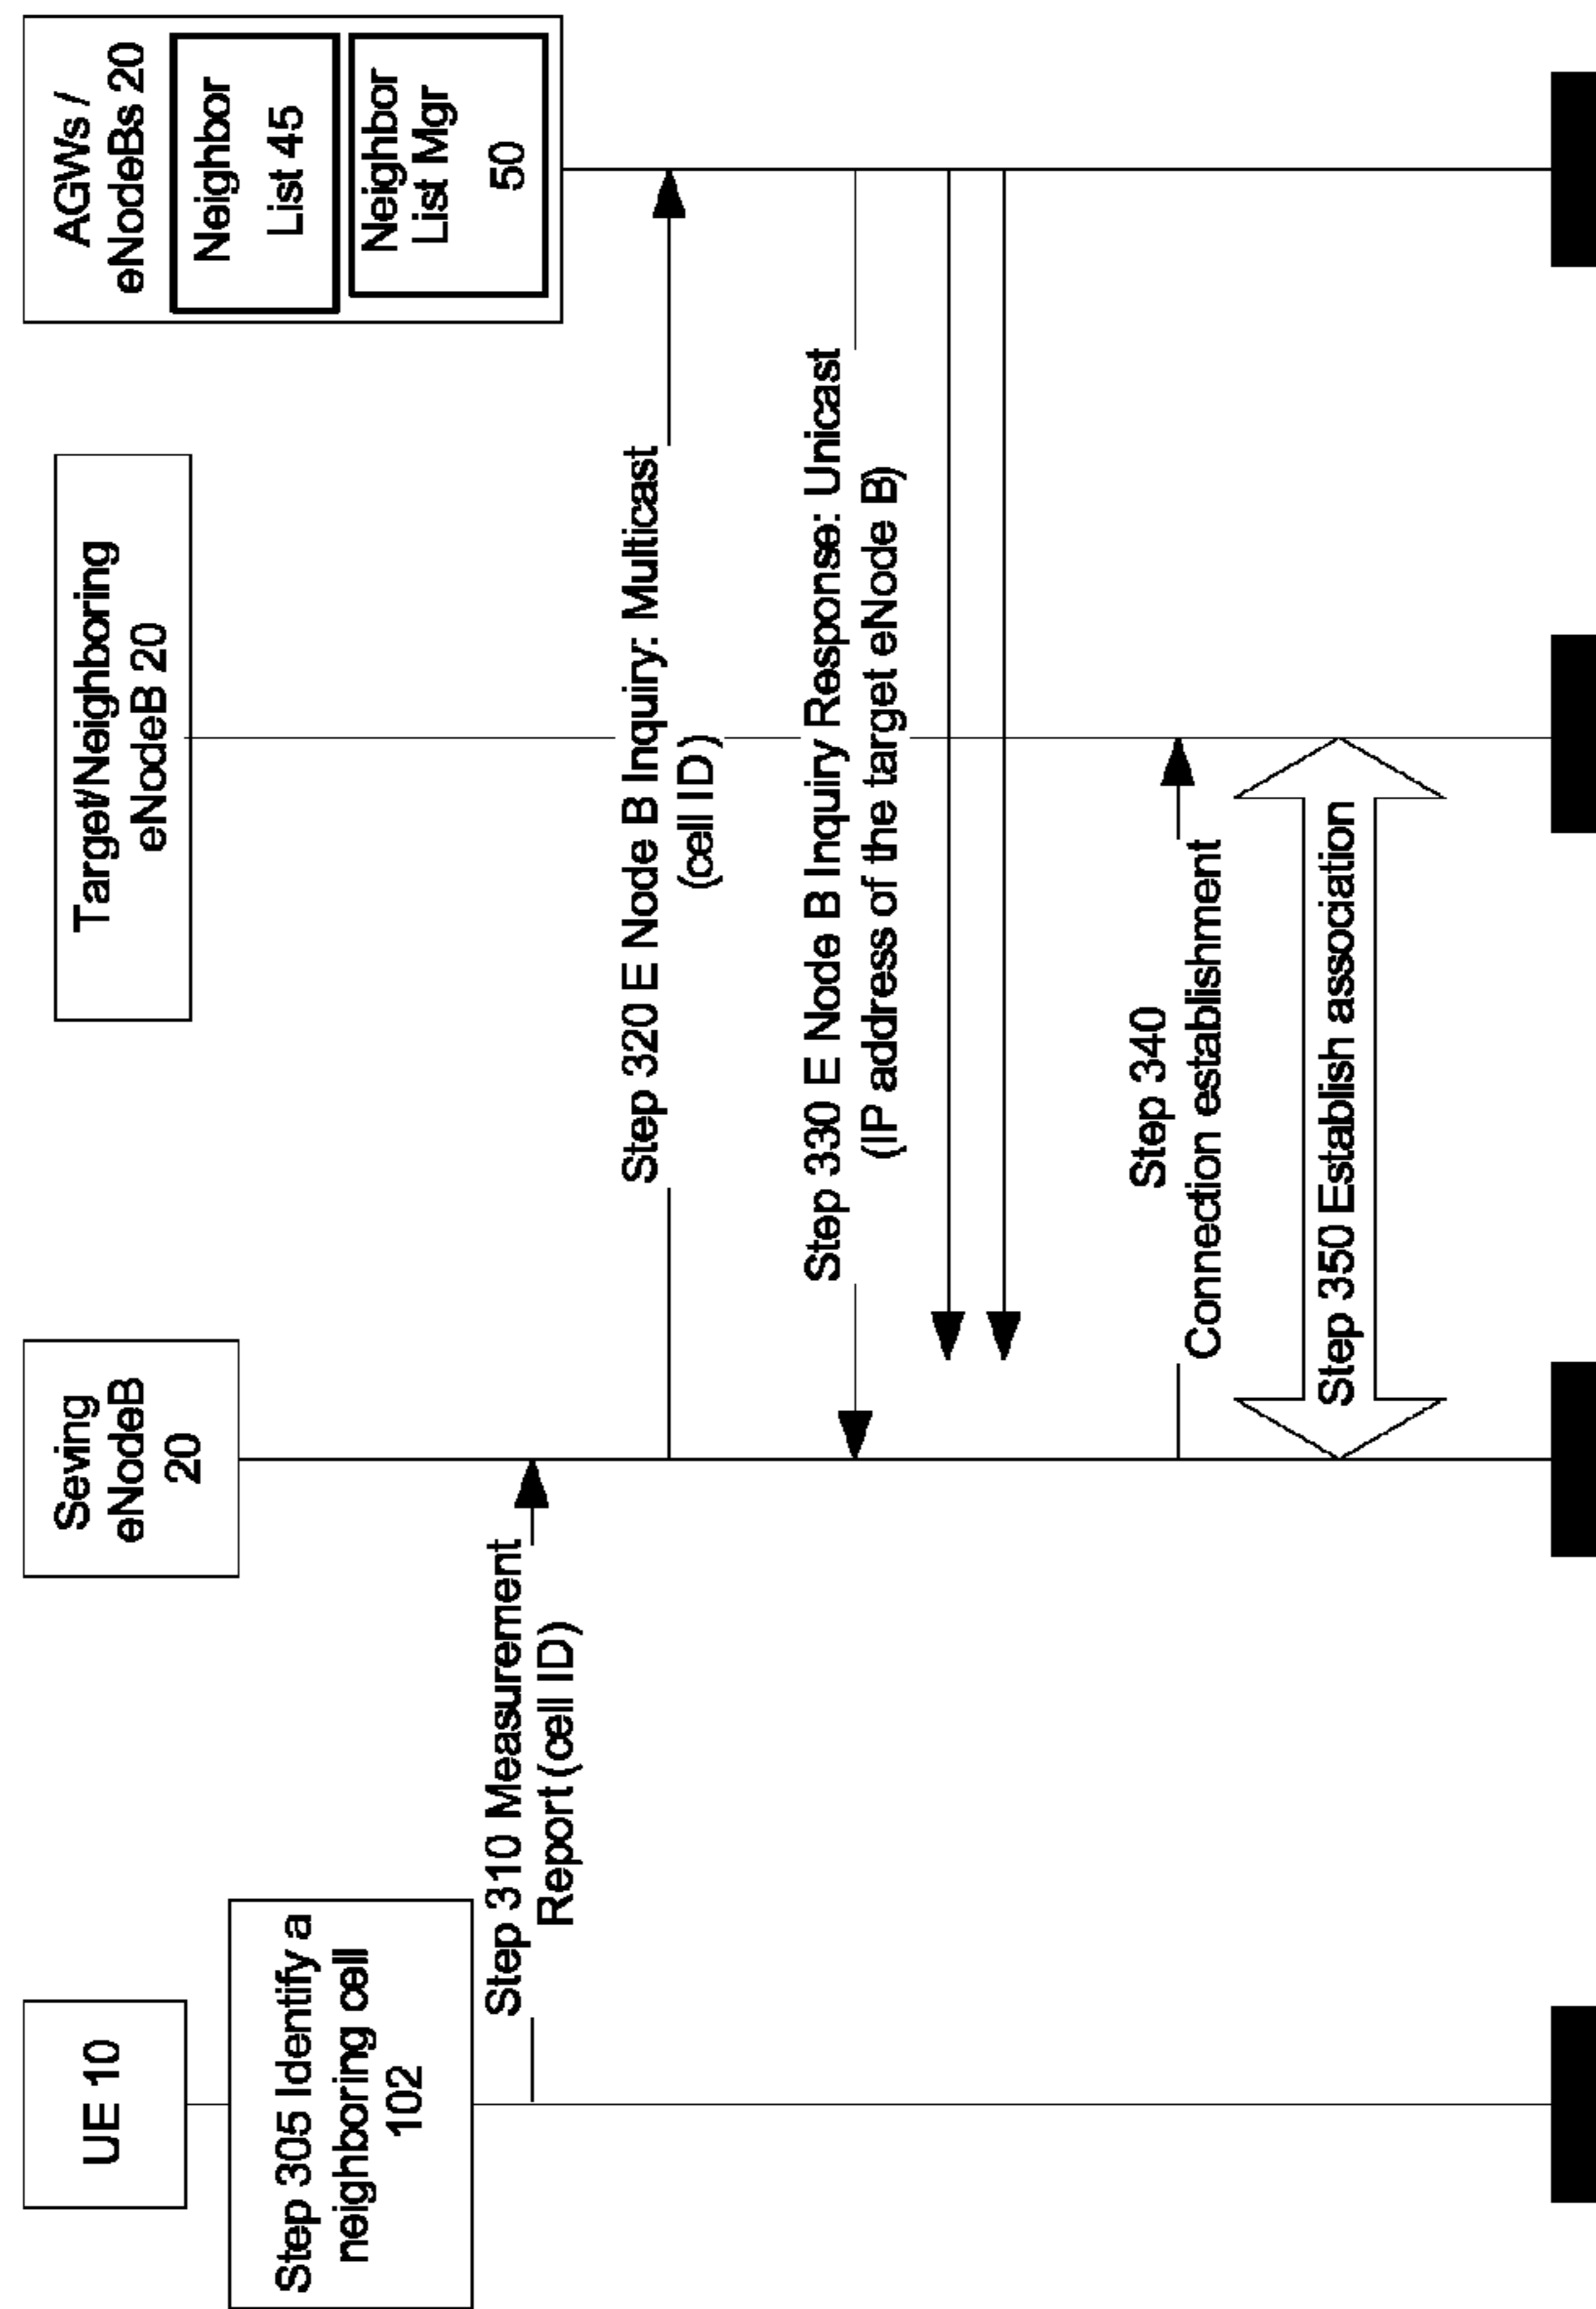 UE 10
Seving
eNodeB
20
Target/Neighboring
eNodeB 20
AGWs /
eNodeBs 20
Neighbor
List 45
Neighbor
List Mgr
50
Step 305 Identify a
neighboring cell
102
Step 310 Measurement
Report (cell ID)
Step 320 E Node B Inquiry: Multicast
(cell ID)
Step 330 E Node B Inquiry Response: Unicast
(IP address of the target eNode B)
Step 340
Connection establishment
Step 350 Establish association